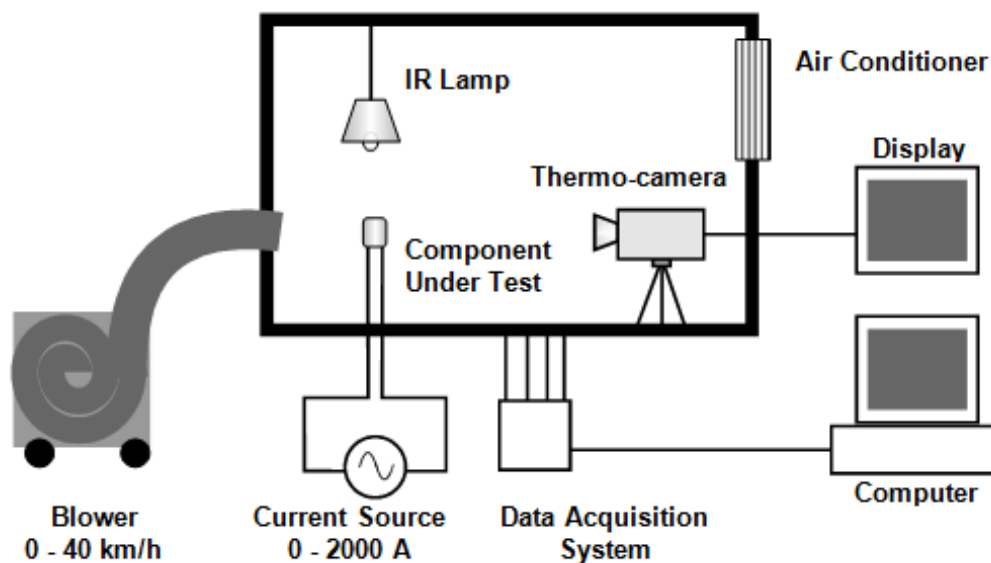 IR Lamp
Air Conditioner
Display
Thermo-camera
Component
Under Test
Computer
Blower
0 - 40 km/h
Current Source
0 - 2000 A
Data Acquisition
System